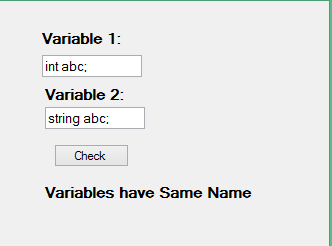 Variable 1:
int abc;
Variable 2:
string abc;
Check
Variables have Same Name